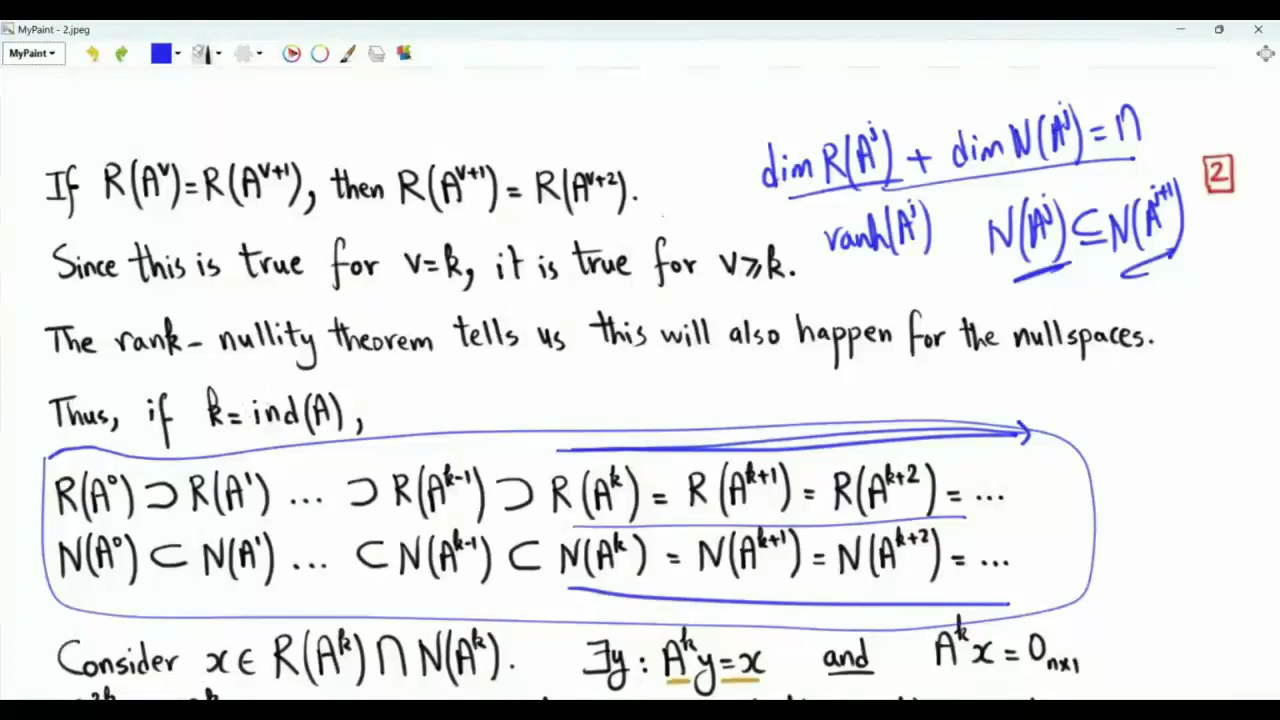 MyPaint - 2.jpeg
MyPaint
dim R(A^j) + dim N(A^j) = n
If R(A^v) = R(A^{v+1}), then R(A^{v+1}) = R(A^{v+2}).
2
rank(A^j) N(A^j) ⊆ N(A^{j+1})
Since this is true for v=k, it is true for v⩾k.
The rank-nullity theorem tells us this will also happen for the nullspaces.
Thus, if k = ind(A),
R(A^0) ⊃ R(A^1) ... ⊃ R(A^{k-1}) ⊃ R(A^k) = R(A^{k+1}) = R(A^{k+2}) = ...
N(A^0) ⊂ N(A^1) ... ⊂ N(A^{k-1}) ⊂ N(A^k) = N(A^{k+1}) = N(A^{k+2}) = ...
Consider x ∈ R(A^k) ∩ N(A^k). ∃y : A^k y = x and A^k x = 0_{n×1}